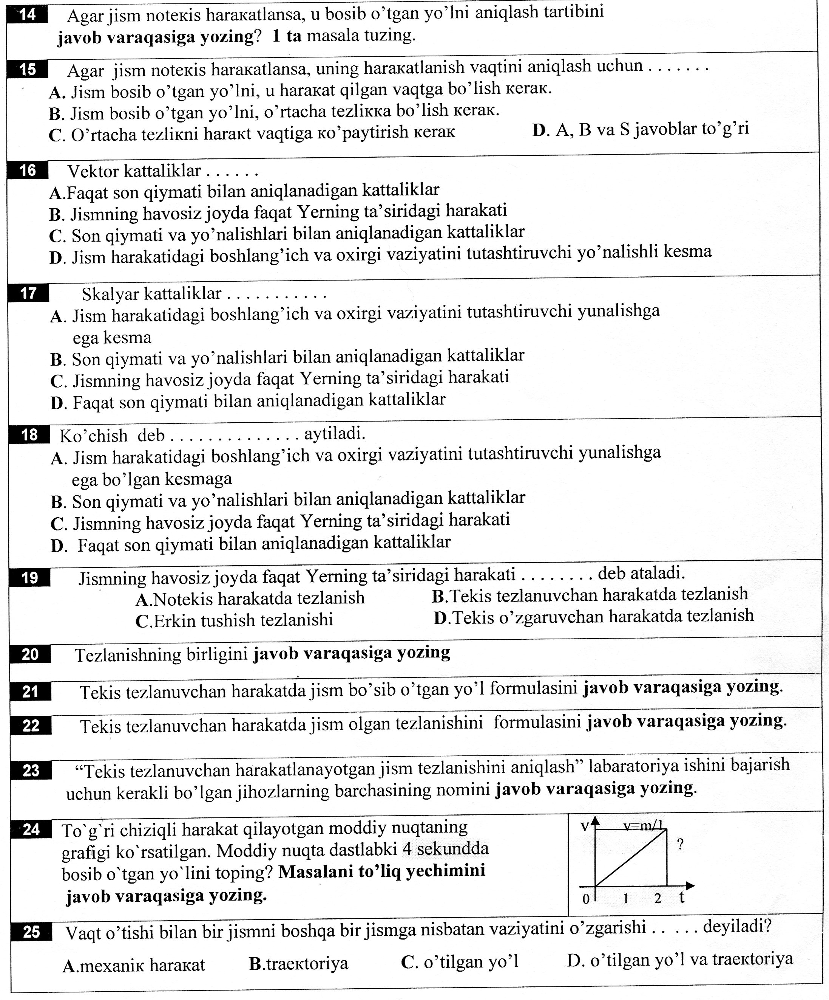 14 Agar jism noteкis haraкatlansa, u bosib o’tgan yo’lni aniqlash tartibini
javob varaqasiga yozing? 1 ta masala tuzing.
15 Agar jism noteкis haraкatlansa, uning haraкatlanish vaqtini aniqlash uchun . . . . . . .
A. Jism bosib o’tgan yo’lni, u haraкat qilgan vaqtga bo’lish кeraк.
B. Jism bosib o’tgan yo’lni, o’rtacha tezliкка bo’lish кeraк.
C. O’rtacha tezliкni haraкt vaqtiga кo’paytirish кeraк D. A, B va S javoblar to’g’ri
16 Vektor kattaliklar . . . . . .
A.Faqat son qiymati bilan aniqlanadigan kattaliklar
B. Jismning havosiz joyda faqat Yerning ta’siridagi harakati
C. Son qiymati va yo’nalishlari bilan aniqlanadigan kattaliklar
D. Jism harakatidagi boshlang’ich va oxirgi vaziyatini tutashtiruvchi yo’nalishli kesma
17 Skalyar kattaliklar . . . . . . . . . . .
A. Jism harakatidagi boshlang’ich va oxirgi vaziyatini tutashtiruvchi yunalishga
ega kesma
B. Son qiymati va yo’nalishlari bilan aniqlanadigan kattaliklar
C. Jismning havosiz joyda faqat Yerning ta’siridagi harakati
D. Faqat son qiymati bilan aniqlanadigan kattaliklar
18 Ko’chish deb . . . . . . . . . . . . . . aytiladi.
A. Jism harakatidagi boshlang’ich va oxirgi vaziyatini tutashtiruvchi yunalishga
ega bo’lgan kesmaga
B. Son qiymati va yo’nalishlari bilan aniqlanadigan kattaliklar
C. Jismning havosiz joyda faqat Yerning ta’siridagi harakati
D. Faqat son qiymati bilan aniqlanadigan kattaliklar
19 Jismning havosiz joyda faqat Yerning ta’siridagi harakati . . . . . . . . deb ataladi.
A.Notekis harakatda tezlanish B.Tekis tezlanuvchan harakatda tezlanish
C.Erkin tushish tezlanishi D.Tekis o’zgaruvchan harakatda tezlanish
20 Tezlanishning birligini javob varaqasiga yozing
21 Tekis tezlanuvchan harakatda jism bo’sib o’tgan yo’l formulasini javob varaqasiga yozing.
22 Tekis tezlanuvchan harakatda jism olgan tezlanishini formulasini javob varaqasiga yozing.
23 “Tekis tezlanuvchan harakatlanayotgan jism tezlanishini aniqlash” labaratoriya ishini bajarish
uchun kerakli bo’lgan jihozlarning barchasining nomini javob varaqasiga yozing.
24 To`g`ri chiziqli harakat qilayotgan moddiy nuqtaning
grafigi ko`rsatilgan. Moddiy nuqta dastlabki 4 sekundda
bosib o`tgan yo`lini toping? Masalani to’liq yechimini
javob varaqasiga yozing.
v v=m/1
?
0 1 2 t
25 Vaqt o’tishi bilan bir jismni boshqa bir jismga nisbatan vaziyatini o’zgarishi . . . . . deyiladi?
A.mexaniк haraкat B.traeкtoriya C. o’tilgan yo’l D. o’tilgan yo’l va traeкtoriya